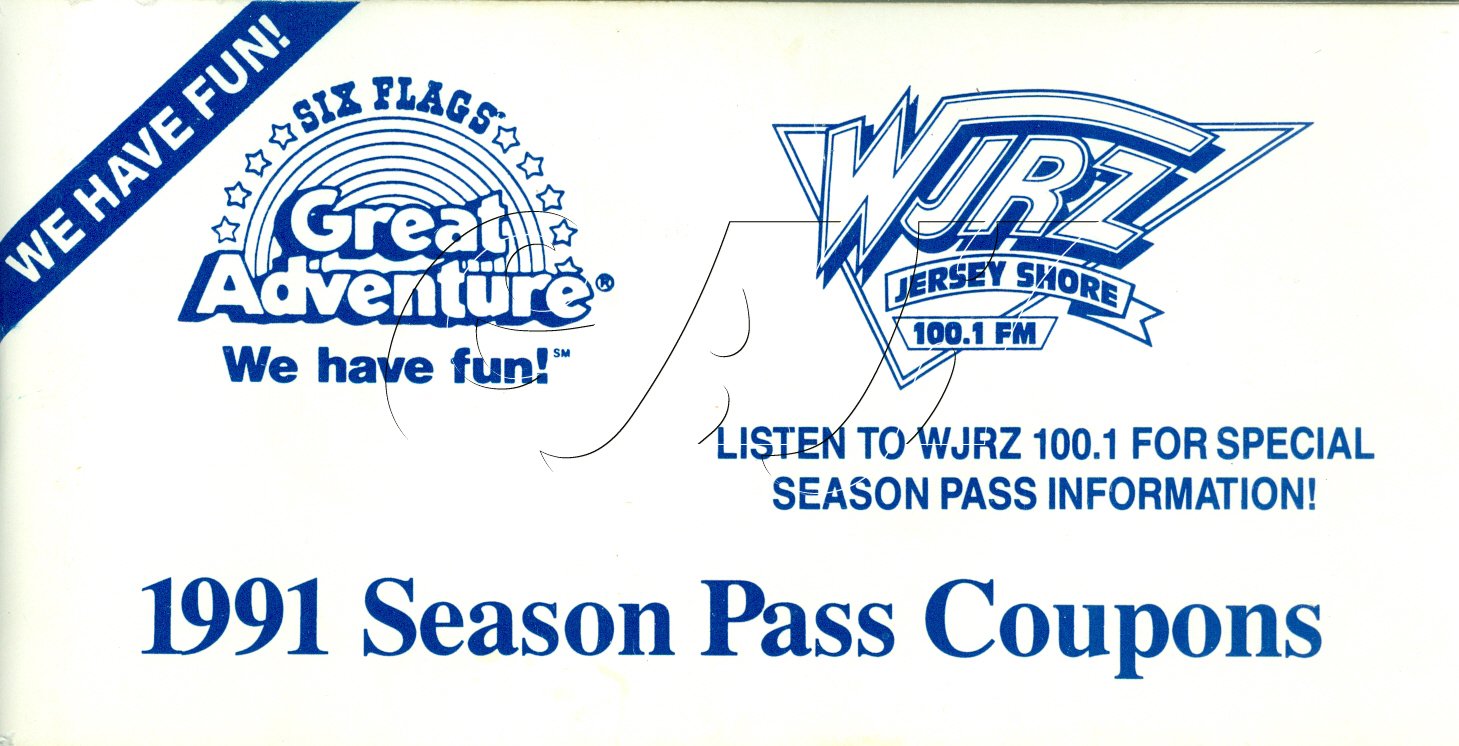 WE HAVE FUN!
SIX FLAGS
Great
Adventure®
We have fun!℠
WJRZ
JERSEY SHORE
100.1 FM
LISTEN TO WJRZ 100.1 FOR SPECIAL
SEASON PASS INFORMATION!
1991 Season Pass Coupons